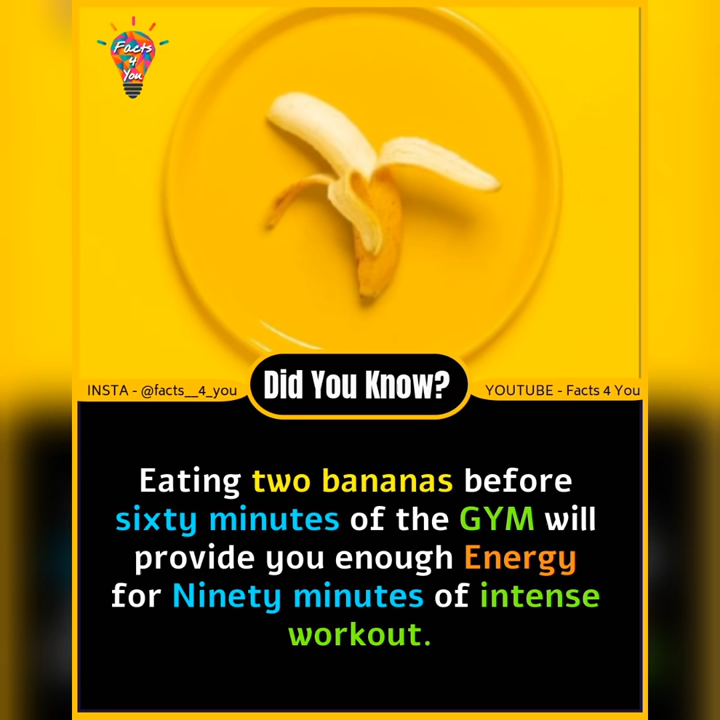 Facts
4
You
INSTA - @facts__4_you
Did You Know?
YOUTUBE - Facts 4 You
Eating two bananas before
sixty minutes of the GYM will
provide you enough Energy
for Ninety minutes of intense
workout.